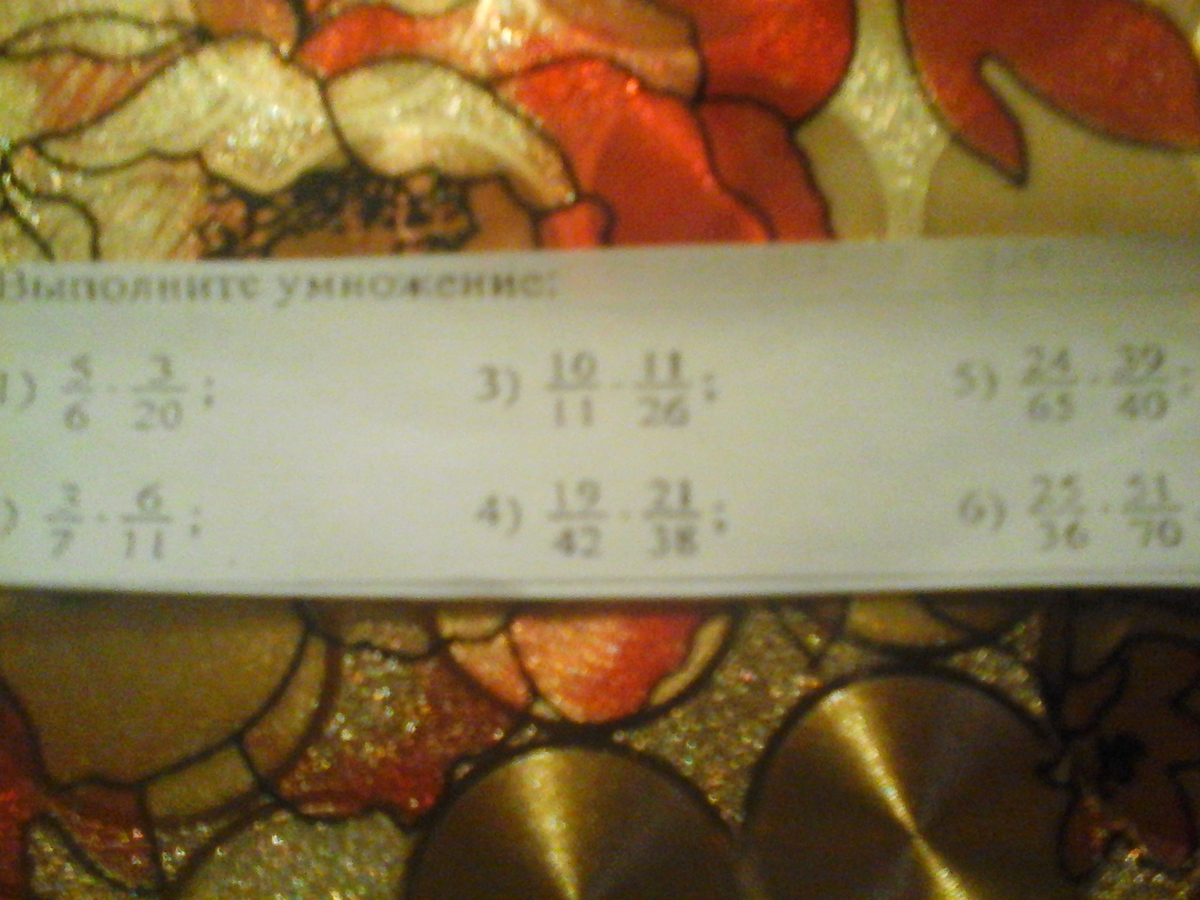 Выполните умножение:
1) 5/6 · 3/20; 3) 10/11 · 11/26; 5) 24/65 · 39/40;
) 3/7 · 6/11; 4) 19/42 · 21/38; 6) 25/36 · 51/70